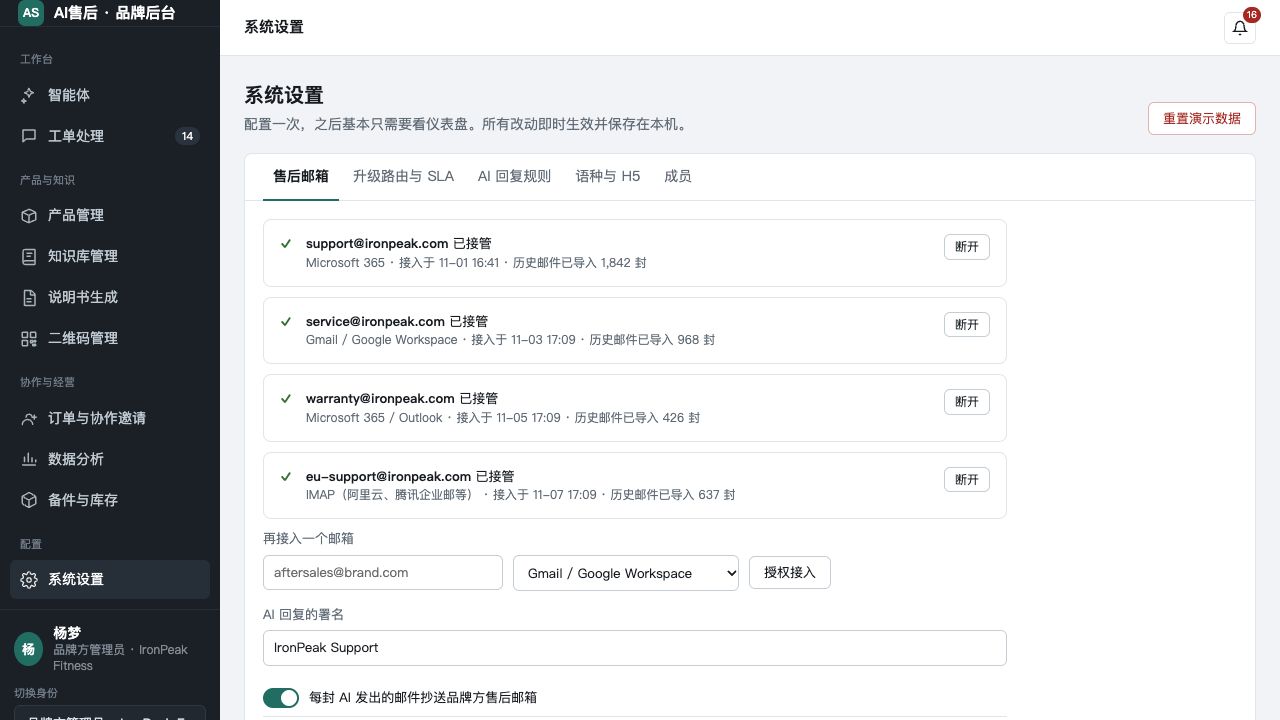 AS AI售后 · 品牌后台
工作台
智能体
工单处理 14
产品与知识
产品管理
知识库管理
说明书生成
二维码管理
协作与经营
订单与协作邀请
数据分析
备件与库存
配置
系统设置
杨 杨梦
品牌方管理员 · IronPeak
Fitness
切换身份
系统设置
16
系统设置
配置一次，之后基本只需要看仪表盘。所有改动即时生效并保存在本机。
重置演示数据
售后邮箱 升级路由与 SLA AI 回复规则 语种与 H5 成员
support@ironpeak.com 已接管
Microsoft 365 · 接入于 11-01 16:41 · 历史邮件已导入 1,842 封
断开
service@ironpeak.com 已接管
Gmail / Google Workspace · 接入于 11-03 17:09 · 历史邮件已导入 968 封
断开
warranty@ironpeak.com 已接管
Microsoft 365 / Outlook · 接入于 11-05 17:09 · 历史邮件已导入 426 封
断开
eu-support@ironpeak.com 已接管
IMAP（阿里云、腾讯企业邮等） · 接入于 11-07 17:09 · 历史邮件已导入 637 封
断开
再接入一个邮箱
aftersales@brand.com Gmail / Google Workspace 授权接入
AI 回复的署名
IronPeak Support
每封 AI 发出的邮件抄送品牌方售后邮箱